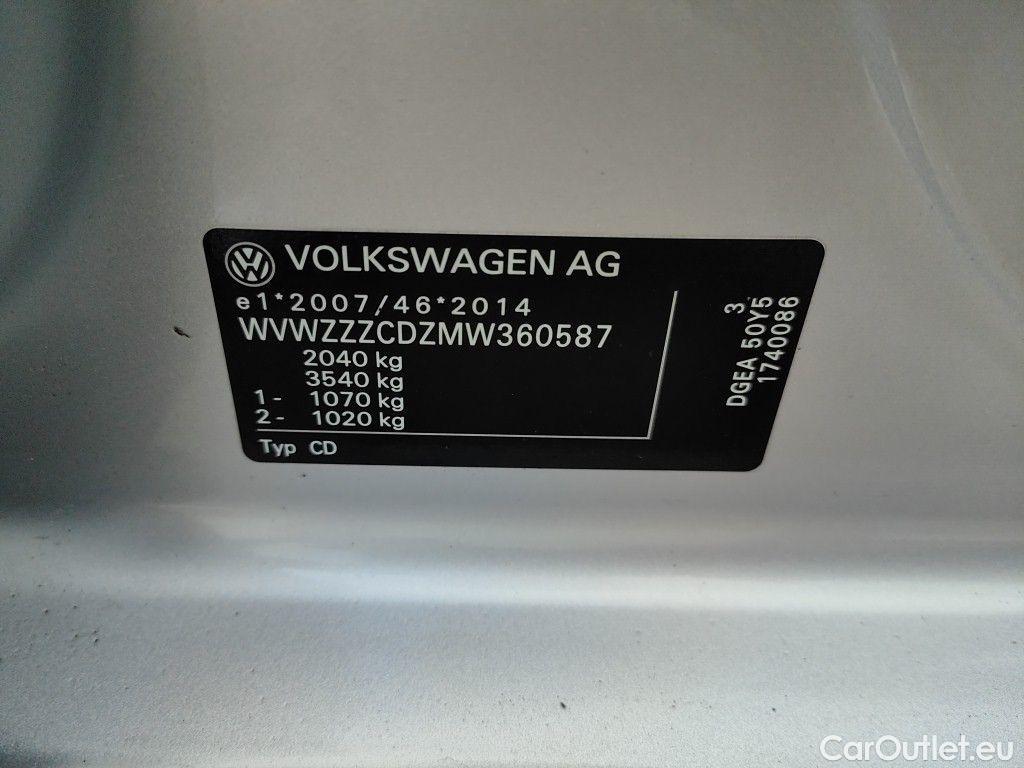 VOLKSWAGEN AG
e1*2007/46*2014
WVWZZZCDZMW360587
2040 kg
3540 kg
1- 1070 kg
2- 1020 kg
Typ CD
3
DGEA 50Y5
1740086
CarOutlet.eu